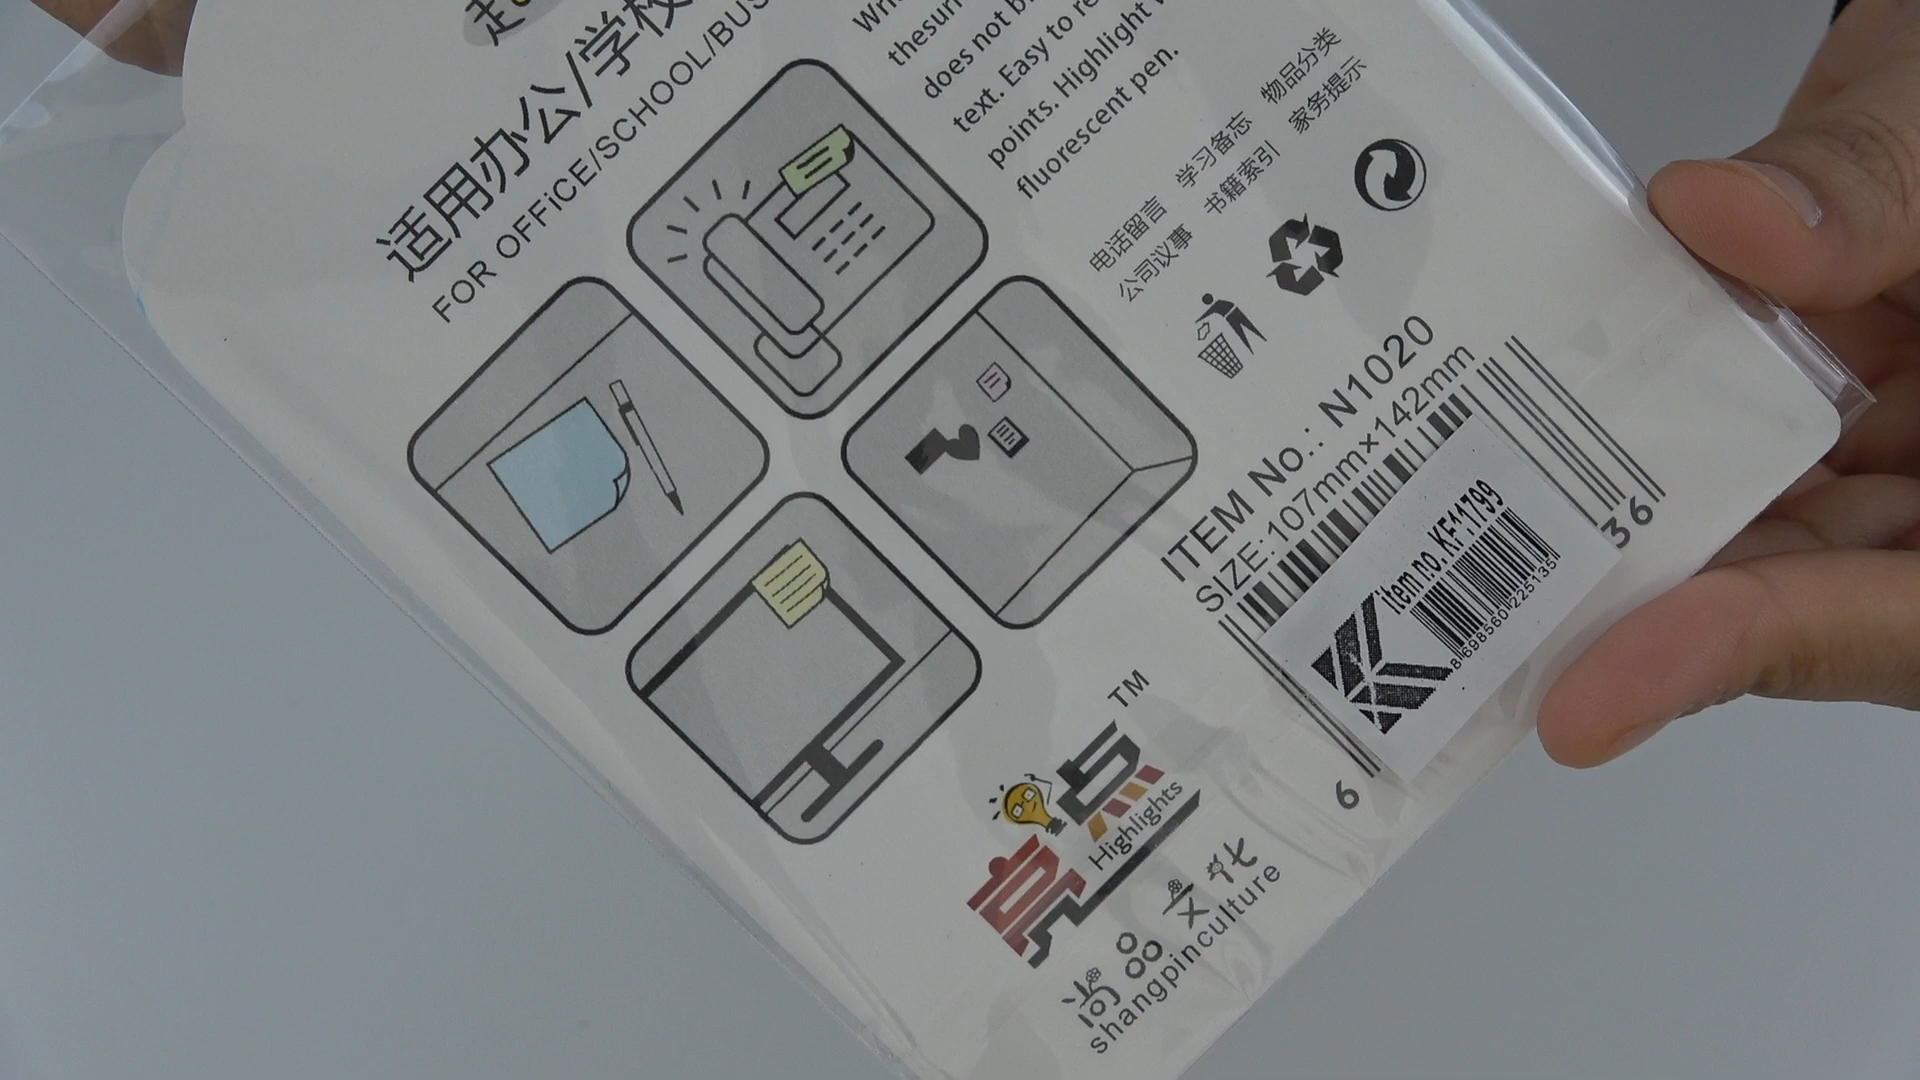 走
适用办公/学校
FOR OFFiCE/SCHOOL/BUS
thesun
does not b
text. Easy to re
points. Highlight
fluorescent pen.
电话留言 学习备忘 物品分类
公司议事 书籍索引 家务提示
ITEM No.: N1020
SIZE:107mm×142mm
item no.KF11799
8698560225135
6
36
TM
亮点
Highlights
尚品文化
shangpinculture